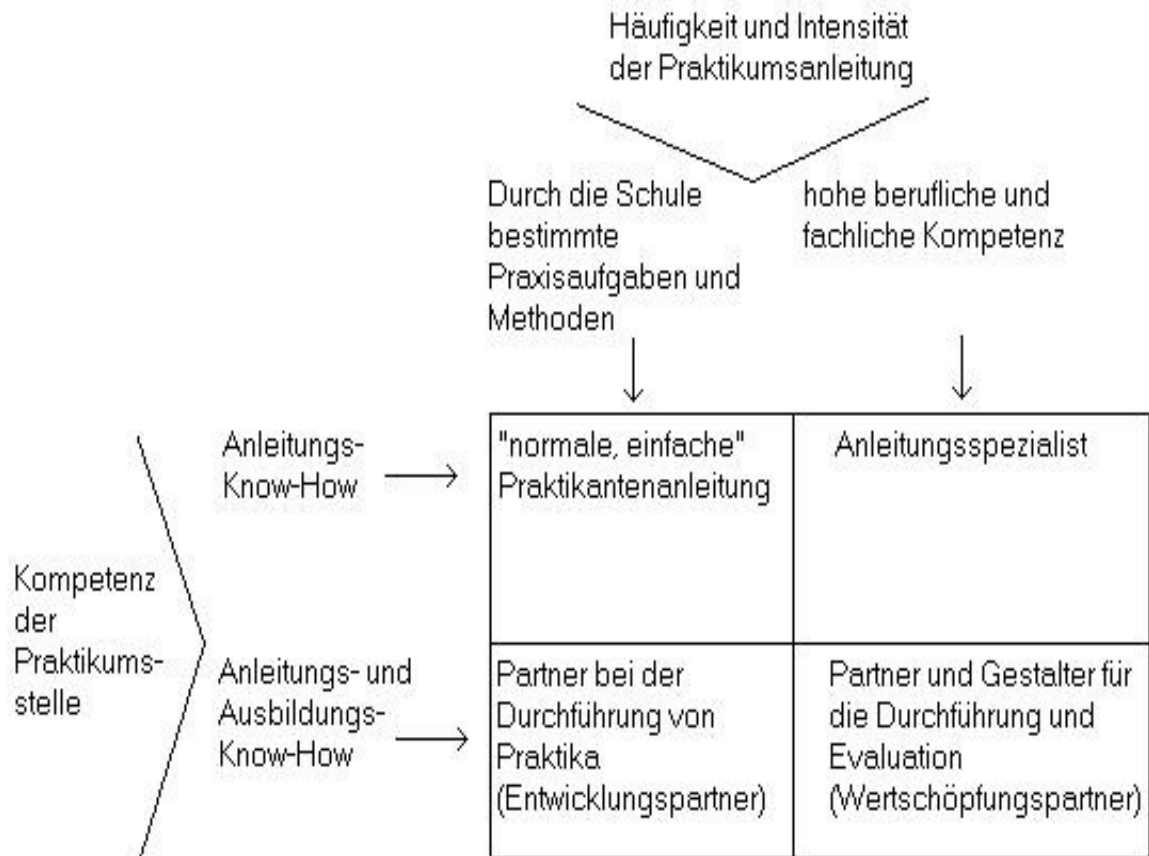 Häufigkeit und Intensität
der Praktikumsanleitung
Durch die Schule
bestimmte
Praxisaufgaben und
Methoden
hohe berufliche und
fachliche Kompetenz
Kompetenz
der
Praktikums-
stelle
Anleitungs-
Know-How
"normale, einfache"
Praktikantenanleitung
Anleitungsspezialist
Anleitungs- und
Ausbildungs-
Know-How
Partner bei der
Durchführung von
Praktika
(Entwicklungspartner)
Partner und Gestalter für
die Durchführung und
Evaluation
(Wertschöpfungspartner)